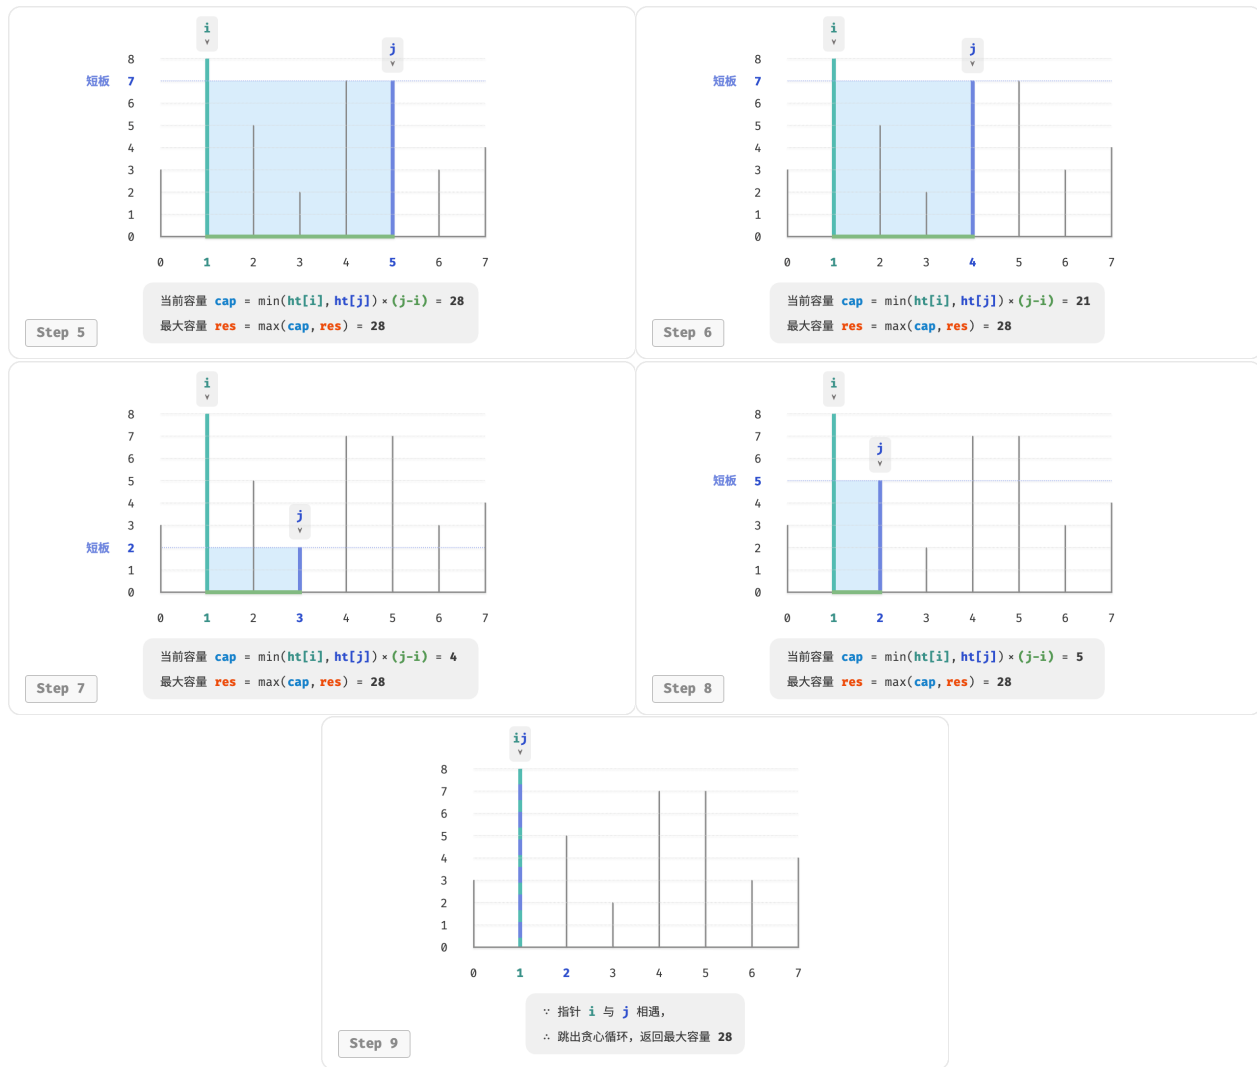 i
j
8
短板 7
6
5
4
3
2
1
0
0 1 2 3 4 5 6 7
当前容量 cap = min(ht[i],ht[j])×(j-i) = 28
最大容量 res = max(cap,res) = 28
Step 5
i
j
8
短板 7
6
5
4
3
2
1
0
0 1 2 3 4 5 6 7
当前容量 cap = min(ht[i],ht[j])×(j-i) = 21
最大容量 res = max(cap,res) = 28
Step 6
i
8
7
6
5
4
j
3
短板 2
1
0
0 1 2 3 4 5 6 7
当前容量 cap = min(ht[i],ht[j])×(j-i) = 4
最大容量 res = max(cap,res) = 28
Step 7
i
8
7
j
6
短板 5
4
3
2
1
0
0 1 2 3 4 5 6 7
当前容量 cap = min(ht[i],ht[j])×(j-i) = 5
最大容量 res = max(cap,res) = 28
Step 8
ij
8
7
6
5
4
3
2
1
0
0 1 2 3 4 5 6 7
∵ 指针 i 与 j 相遇，
∴ 跳出贪心循环，返回最大容量 28
Step 9